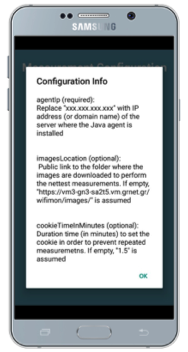 SAMSUNG
Configuration Info
agentIp (required):
Replace "xxx.xxx.xxx.xxx" with IP
address (or domain name) of the
server where the Java agent is
installed
imagesLocation (optional):
Public link to the folder where the
images are downloaded to perform
the nettest measurements. If empty,
"https://vm3-gn3-sa2t5.vm.grnet.gr/
wifimon/images/" is assumed
cookieTimeInMinutes (optional):
Duration time (in minutes) to set the
cookie in order to prevent repeated
measuremetns. If empty, "1.5" is
assumed
OK